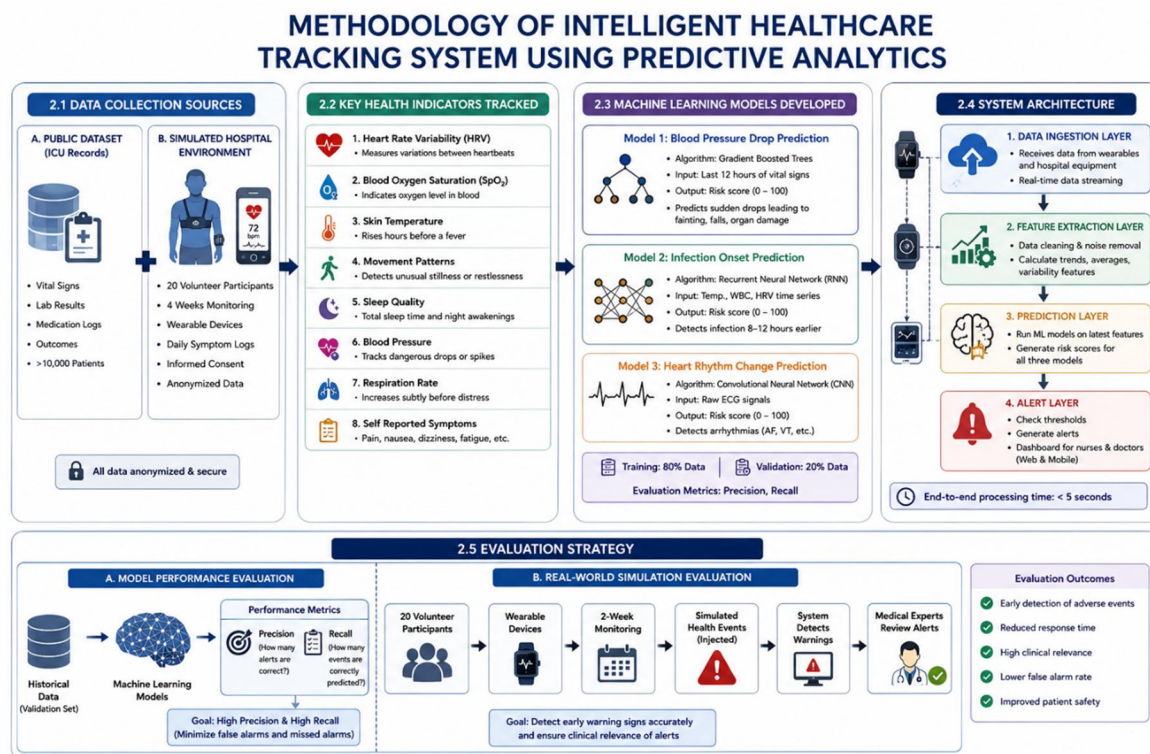 METHODOLOGY OF INTELLIGENT HEALTHCARE
TRACKING SYSTEM USING PREDICTIVE ANALYTICS
2.1 DATA COLLECTION SOURCES
A. PUBLIC DATASET
(ICU Records)
• Vital Signs
• Lab Results
• Medication Logs
• Outcomes
• >10,000 Patients
B. SIMULATED HOSPITAL
ENVIRONMENT
72
bpm
• 20 Volunteer Participants
• 4 Weeks Monitoring
• Wearable Devices
• Daily Symptom Logs
• Informed Consent
• Anonymized Data
All data anonymized & secure
2.2 KEY HEALTH INDICATORS TRACKED
1. Heart Rate Variability (HRV)
• Measures variations between heartbeats
O₂
2. Blood Oxygen Saturation (SpO₂)
• Indicates oxygen level in blood
3. Skin Temperature
• Rises hours before a fever
4. Movement Patterns
• Detects unusual stillness or restlessness
5. Sleep Quality
• Total sleep time and night awakenings
6. Blood Pressure
• Tracks dangerous drops or spikes
7. Respiration Rate
• Increases subtly before distress
8. Self Reported Symptoms
• Pain, nausea, dizziness, fatigue, etc.
2.3 MACHINE LEARNING MODELS DEVELOPED
Model 1: Blood Pressure Drop Prediction
• Algorithm: Gradient Boosted Trees
• Input: Last 12 hours of vital signs
• Output: Risk score (0 – 100)
• Predicts sudden drops leading to
fainting, falls, organ damage
Model 2: Infection Onset Prediction
• Algorithm: Recurrent Neural Network (RNN)
• Input: Temp., WBC, HRV time series
• Output: Risk score (0 – 100)
• Detects infection 8–12 hours earlier
Model 3: Heart Rhythm Change Prediction
• Algorithm: Convolutional Neural Network (CNN)
• Input: Raw ECG signals
• Output: Risk score (0 – 100)
• Detects arrhythmias (AF, VT, etc.)
Training: 80% Data
Validation: 20% Data
Evaluation Metrics: Precision, Recall
2.4 SYSTEM ARCHITECTURE
1. DATA INGESTION LAYER
• Receives data from wearables
and hospital equipment
• Real-time data streaming
2. FEATURE EXTRACTION LAYER
• Data cleaning & noise removal
• Calculate trends, averages,
variability features
3. PREDICTION LAYER
• Run ML models on latest features
• Generate risk scores for
all three models
4. ALERT LAYER
• Check thresholds
• Generate alerts
• Dashboard for nurses & doctors
(Web & Mobile)
End-to-end processing time: < 5 seconds
2.5 EVALUATION STRATEGY
A. MODEL PERFORMANCE EVALUATION
Historical
Data
(Validation Set)
Machine Learning
Models
Performance Metrics
Precision
(How many
alerts are
correct?)
Recall
(How many
events are
correctly
predicted?)
Goal: High Precision & High Recall
(Minimize false alarms and missed alarms)
B. REAL-WORLD SIMULATION EVALUATION
20 Volunteer
Participants
Wearable
Devices
2-Week
Monitoring
Simulated
Health Events
(Injected)
System
Detects
Warnings
Medical Experts
Review Alerts
Goal: Detect early warning signs accurately
and ensure clinical relevance of alerts
Evaluation Outcomes
Early detection of adverse events
Reduced response time
High clinical relevance
Lower false alarm rate
Improved patient safety